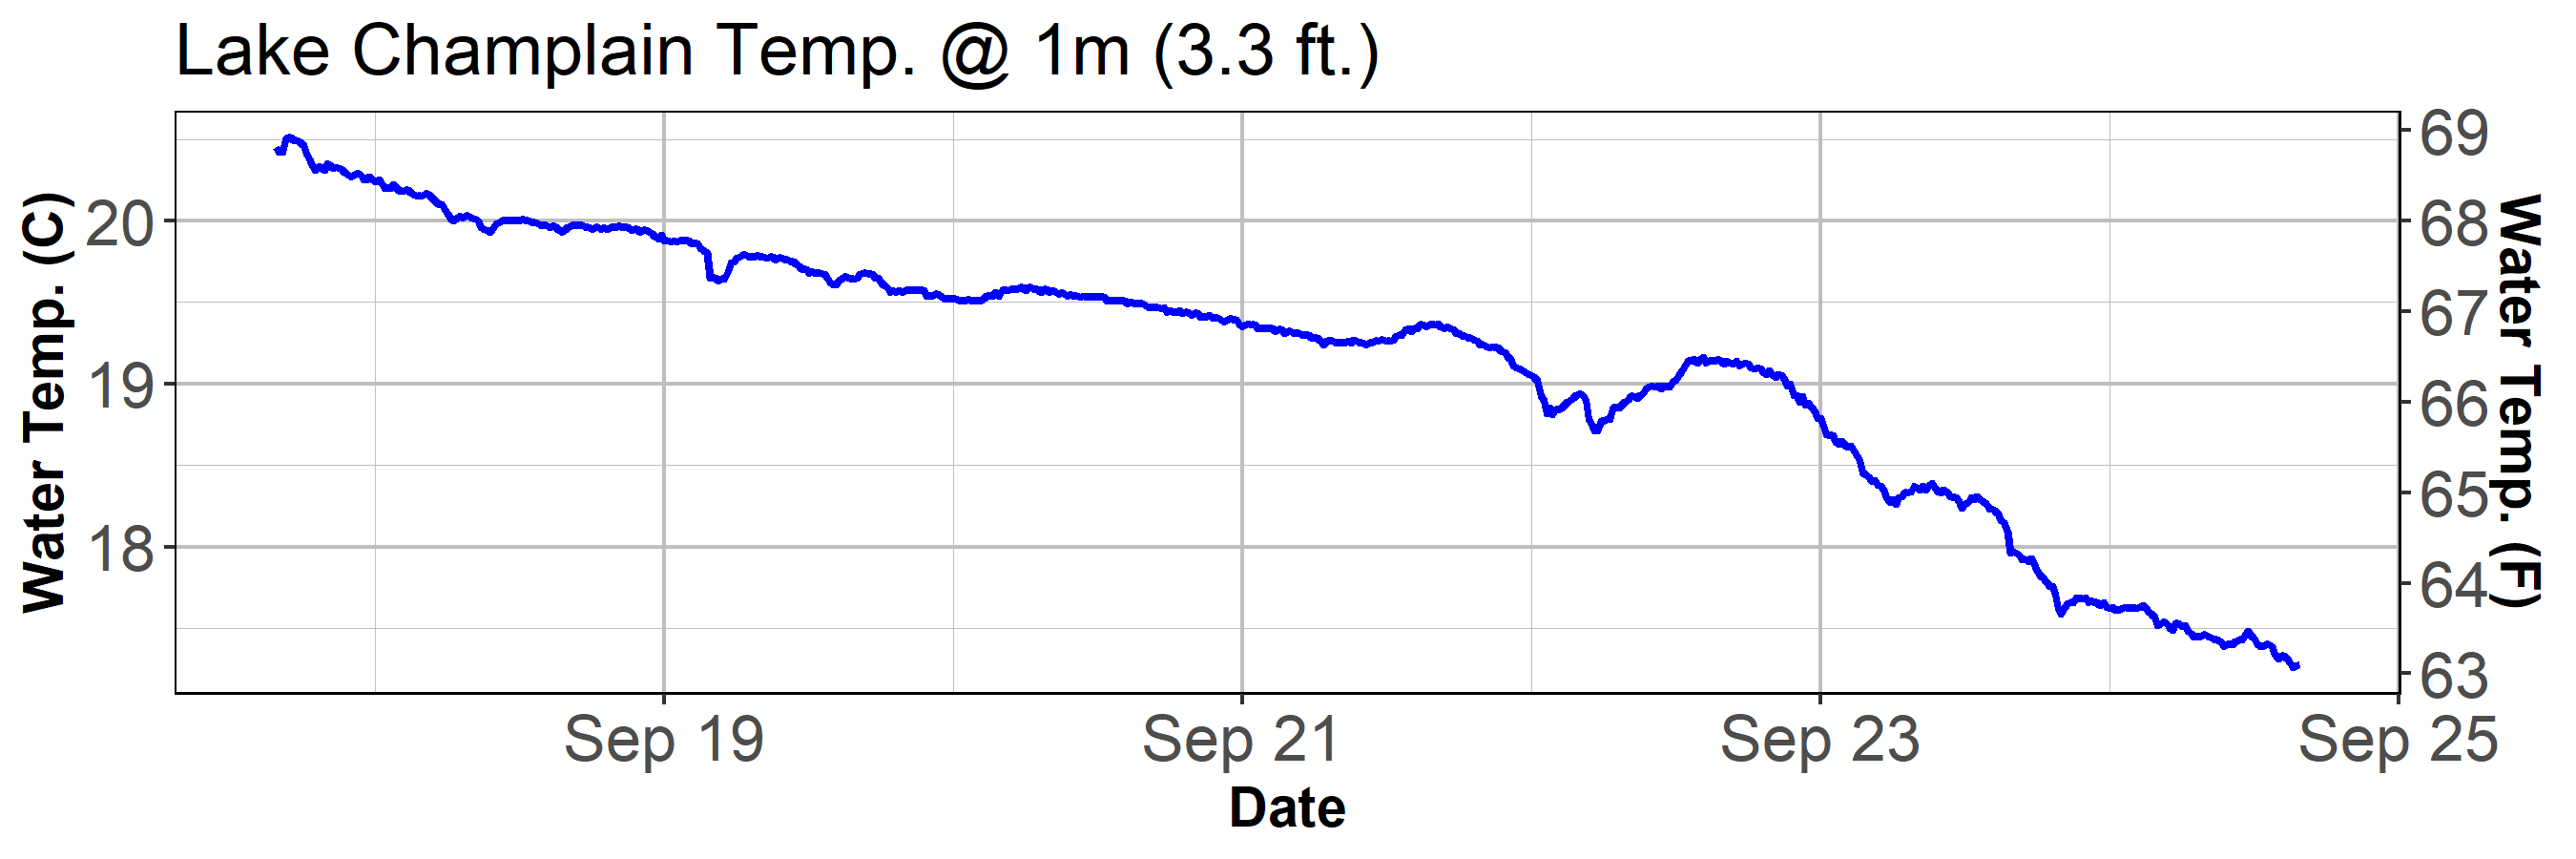 Lake Champlain Temp. @ 1m (3.3 ft.)
Water Temp. (C)
20
19
18
69
68
67
66
65
64
63
Water Temp. (F)
Sep 19
Sep 21
Sep 23
Sep 25
Date